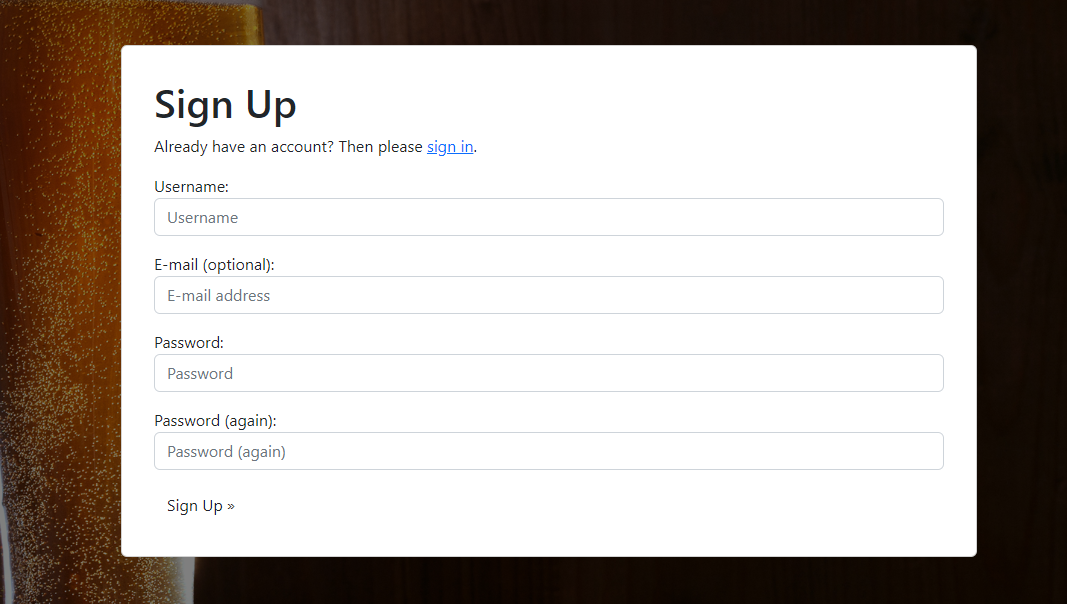 Sign Up
Already have an account? Then please sign in.
Username:
Username
E-mail (optional):
E-mail address
Password:
Password
Password (again):
Password (again)
Sign Up »